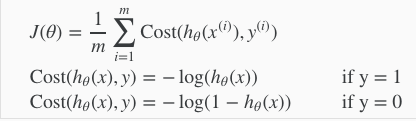 J(θ) = 1/m ∑_{i=1}^{m} Cost(h_θ(x^{(i)}), y^{(i)})
Cost(h_θ(x), y) = − log(h_θ(x)) if y = 1
Cost(h_θ(x), y) = − log(1 − h_θ(x)) if y = 0